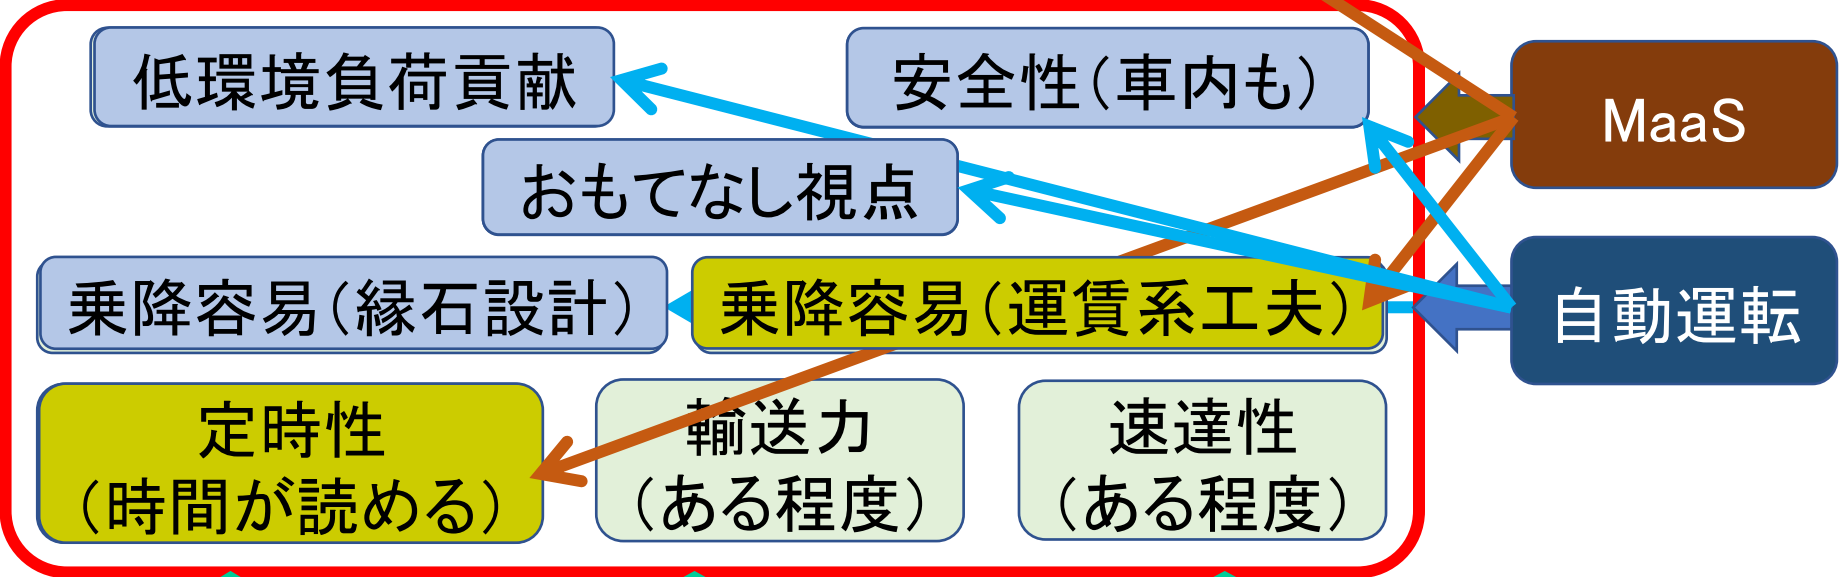 低環境負荷貢献
安全性（車内も）
MaaS
おもてなし視点
乗降容易（縁石設計）
乗降容易（運賃系工夫）
自動運転
定時性
（時間が読める）
輸送力
（ある程度）
速達性
（ある程度）